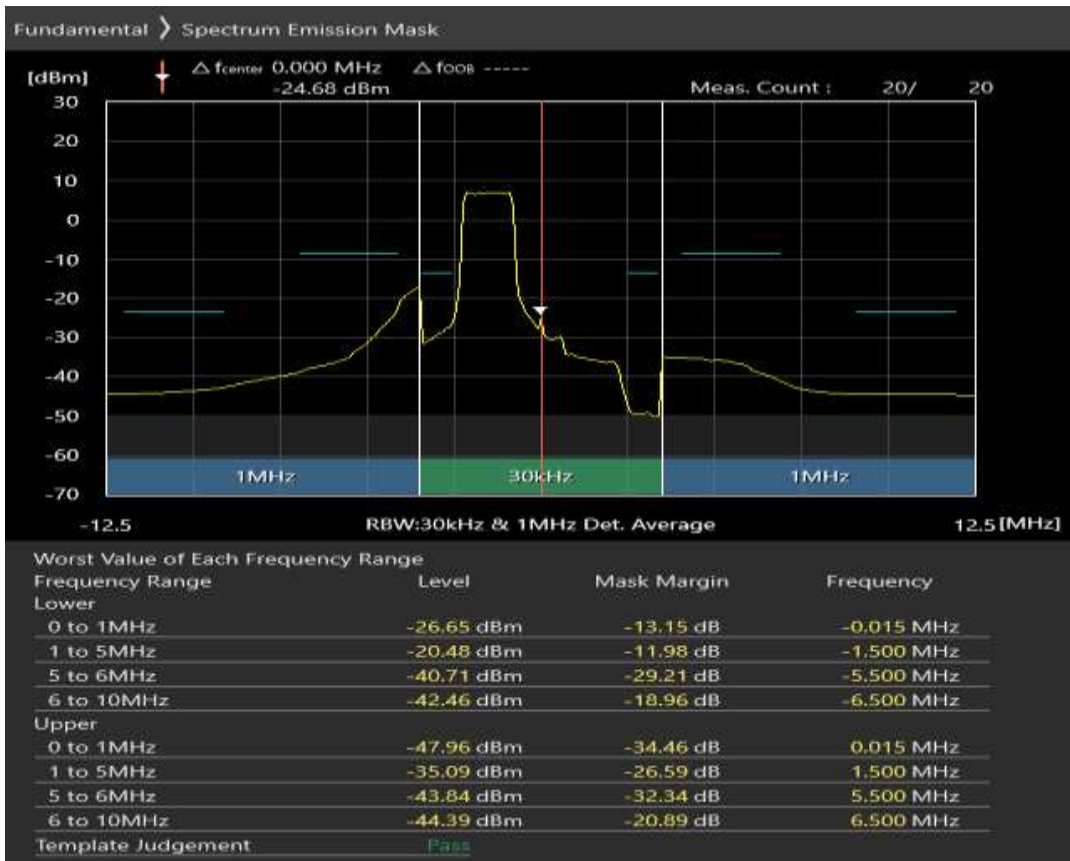 Fundamental 〉 Spectrum Emission Mask
[dBm] △ fcenter 0.000 MHz △ fOOB -----
-24.68 dBm Meas. Count : 20/ 20
30
20
10
0
-10
-20
-30
-40
-50
-60
1MHz 30kHz 1MHz
-70
-12.5 RBW:30kHz & 1MHz Det. Average 12.5 [MHz]
Worst Value of Each Frequency Range
Frequency Range Level Mask Margin Frequency
Lower
0 to 1MHz -26.65 dBm -13.15 dB -0.015 MHz
1 to 5MHz -20.48 dBm -11.98 dB -1.500 MHz
5 to 6MHz -40.71 dBm -29.21 dB -5.500 MHz
6 to 10MHz -42.46 dBm -18.96 dB -6.500 MHz
Upper
0 to 1MHz -47.96 dBm -34.46 dB 0.015 MHz
1 to 5MHz -35.09 dBm -26.59 dB 1.500 MHz
5 to 6MHz -43.84 dBm -32.34 dB 5.500 MHz
6 to 10MHz -44.39 dBm -20.89 dB 6.500 MHz
Template Judgement Pass